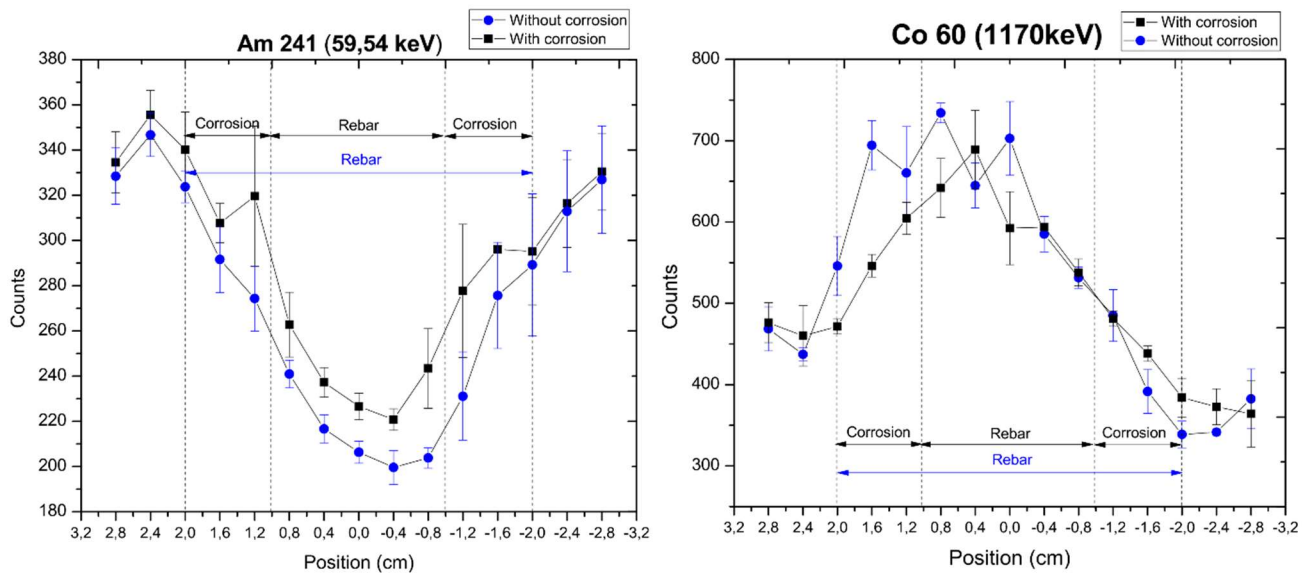 Am 241 (59,54 keV)
Without corrosion
With corrosion
380
360
340
320
300
280
260
240
220
200
180
Counts
Corrosion
Rebar
Corrosion
Rebar
3,2 2,8 2,4 2,0 1,6 1,2 0,8 0,4 0,0 -0,4 -0,8 -1,2 -1,6 -2,0 -2,4 -2,8 -3,2
Position (cm)
Co 60 (1170keV)
With corrosion
Without corrosion
800
700
600
500
400
300
Counts
Corrosion
Rebar
Corrosion
Rebar
3,2 2,8 2,4 2,0 1,6 1,2 0,8 0,4 0,0 -0,4 -0,8 -1,2 -1,6 -2,0 -2,4 -2,8 -3,2
Position (cm)